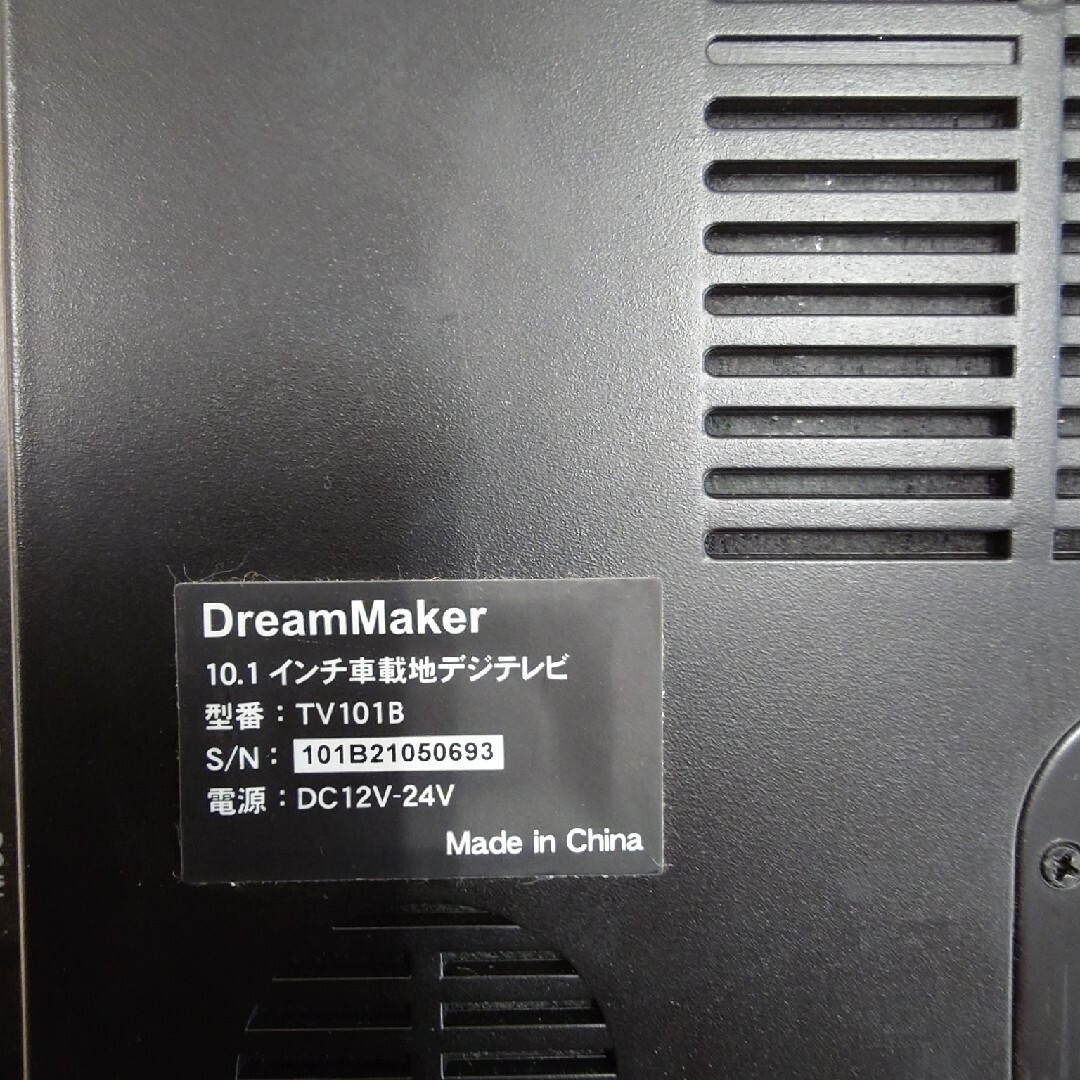 DreamMaker
10.1インチ車載地デジテレビ
型番：TV101B
S/N：101B21050693
電源：DC12V-24V
Made in China